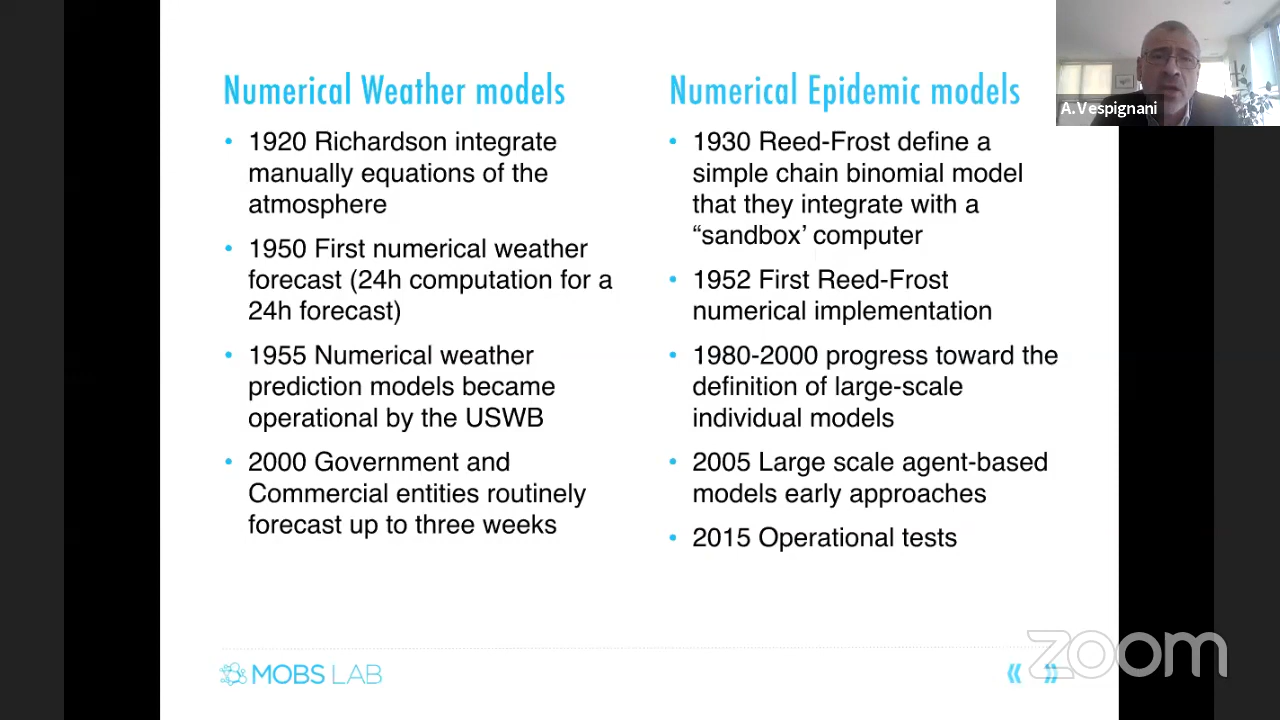 Numerical Weather models
• 1920 Richardson integrate
manually equations of the
atmosphere
• 1950 First numerical weather
forecast (24h computation for a
24h forecast)
• 1955 Numerical weather
prediction models became
operational by the USWB
• 2000 Government and
Commercial entities routinely
forecast up to three weeks
Numerical Epidemic models
• 1930 Reed-Frost define a
simple chain binomial model
that they integrate with a
“sandbox’ computer
• 1952 First Reed-Frost
numerical implementation
• 1980-2000 progress toward the
definition of large-scale
individual models
• 2005 Large scale agent-based
models early approaches
• 2015 Operational tests
A.Vespignani
MOBS LAB
zoom